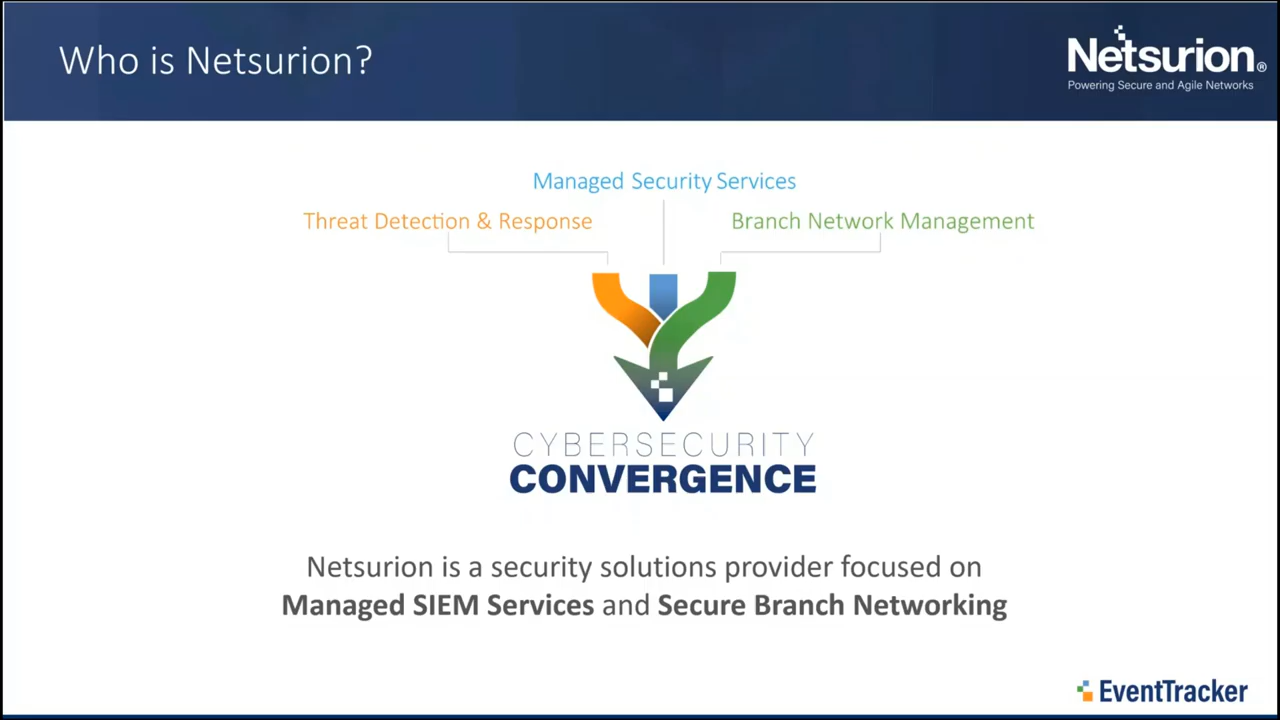 Who is Netsurion?
Netsurion®
Powering Secure and Agile Networks
Managed Security Services
Threat Detection & Response
Branch Network Management
CYBERSECURITY
CONVERGENCE
Netsurion is a security solutions provider focused on
Managed SIEM Services and Secure Branch Networking
EventTracker